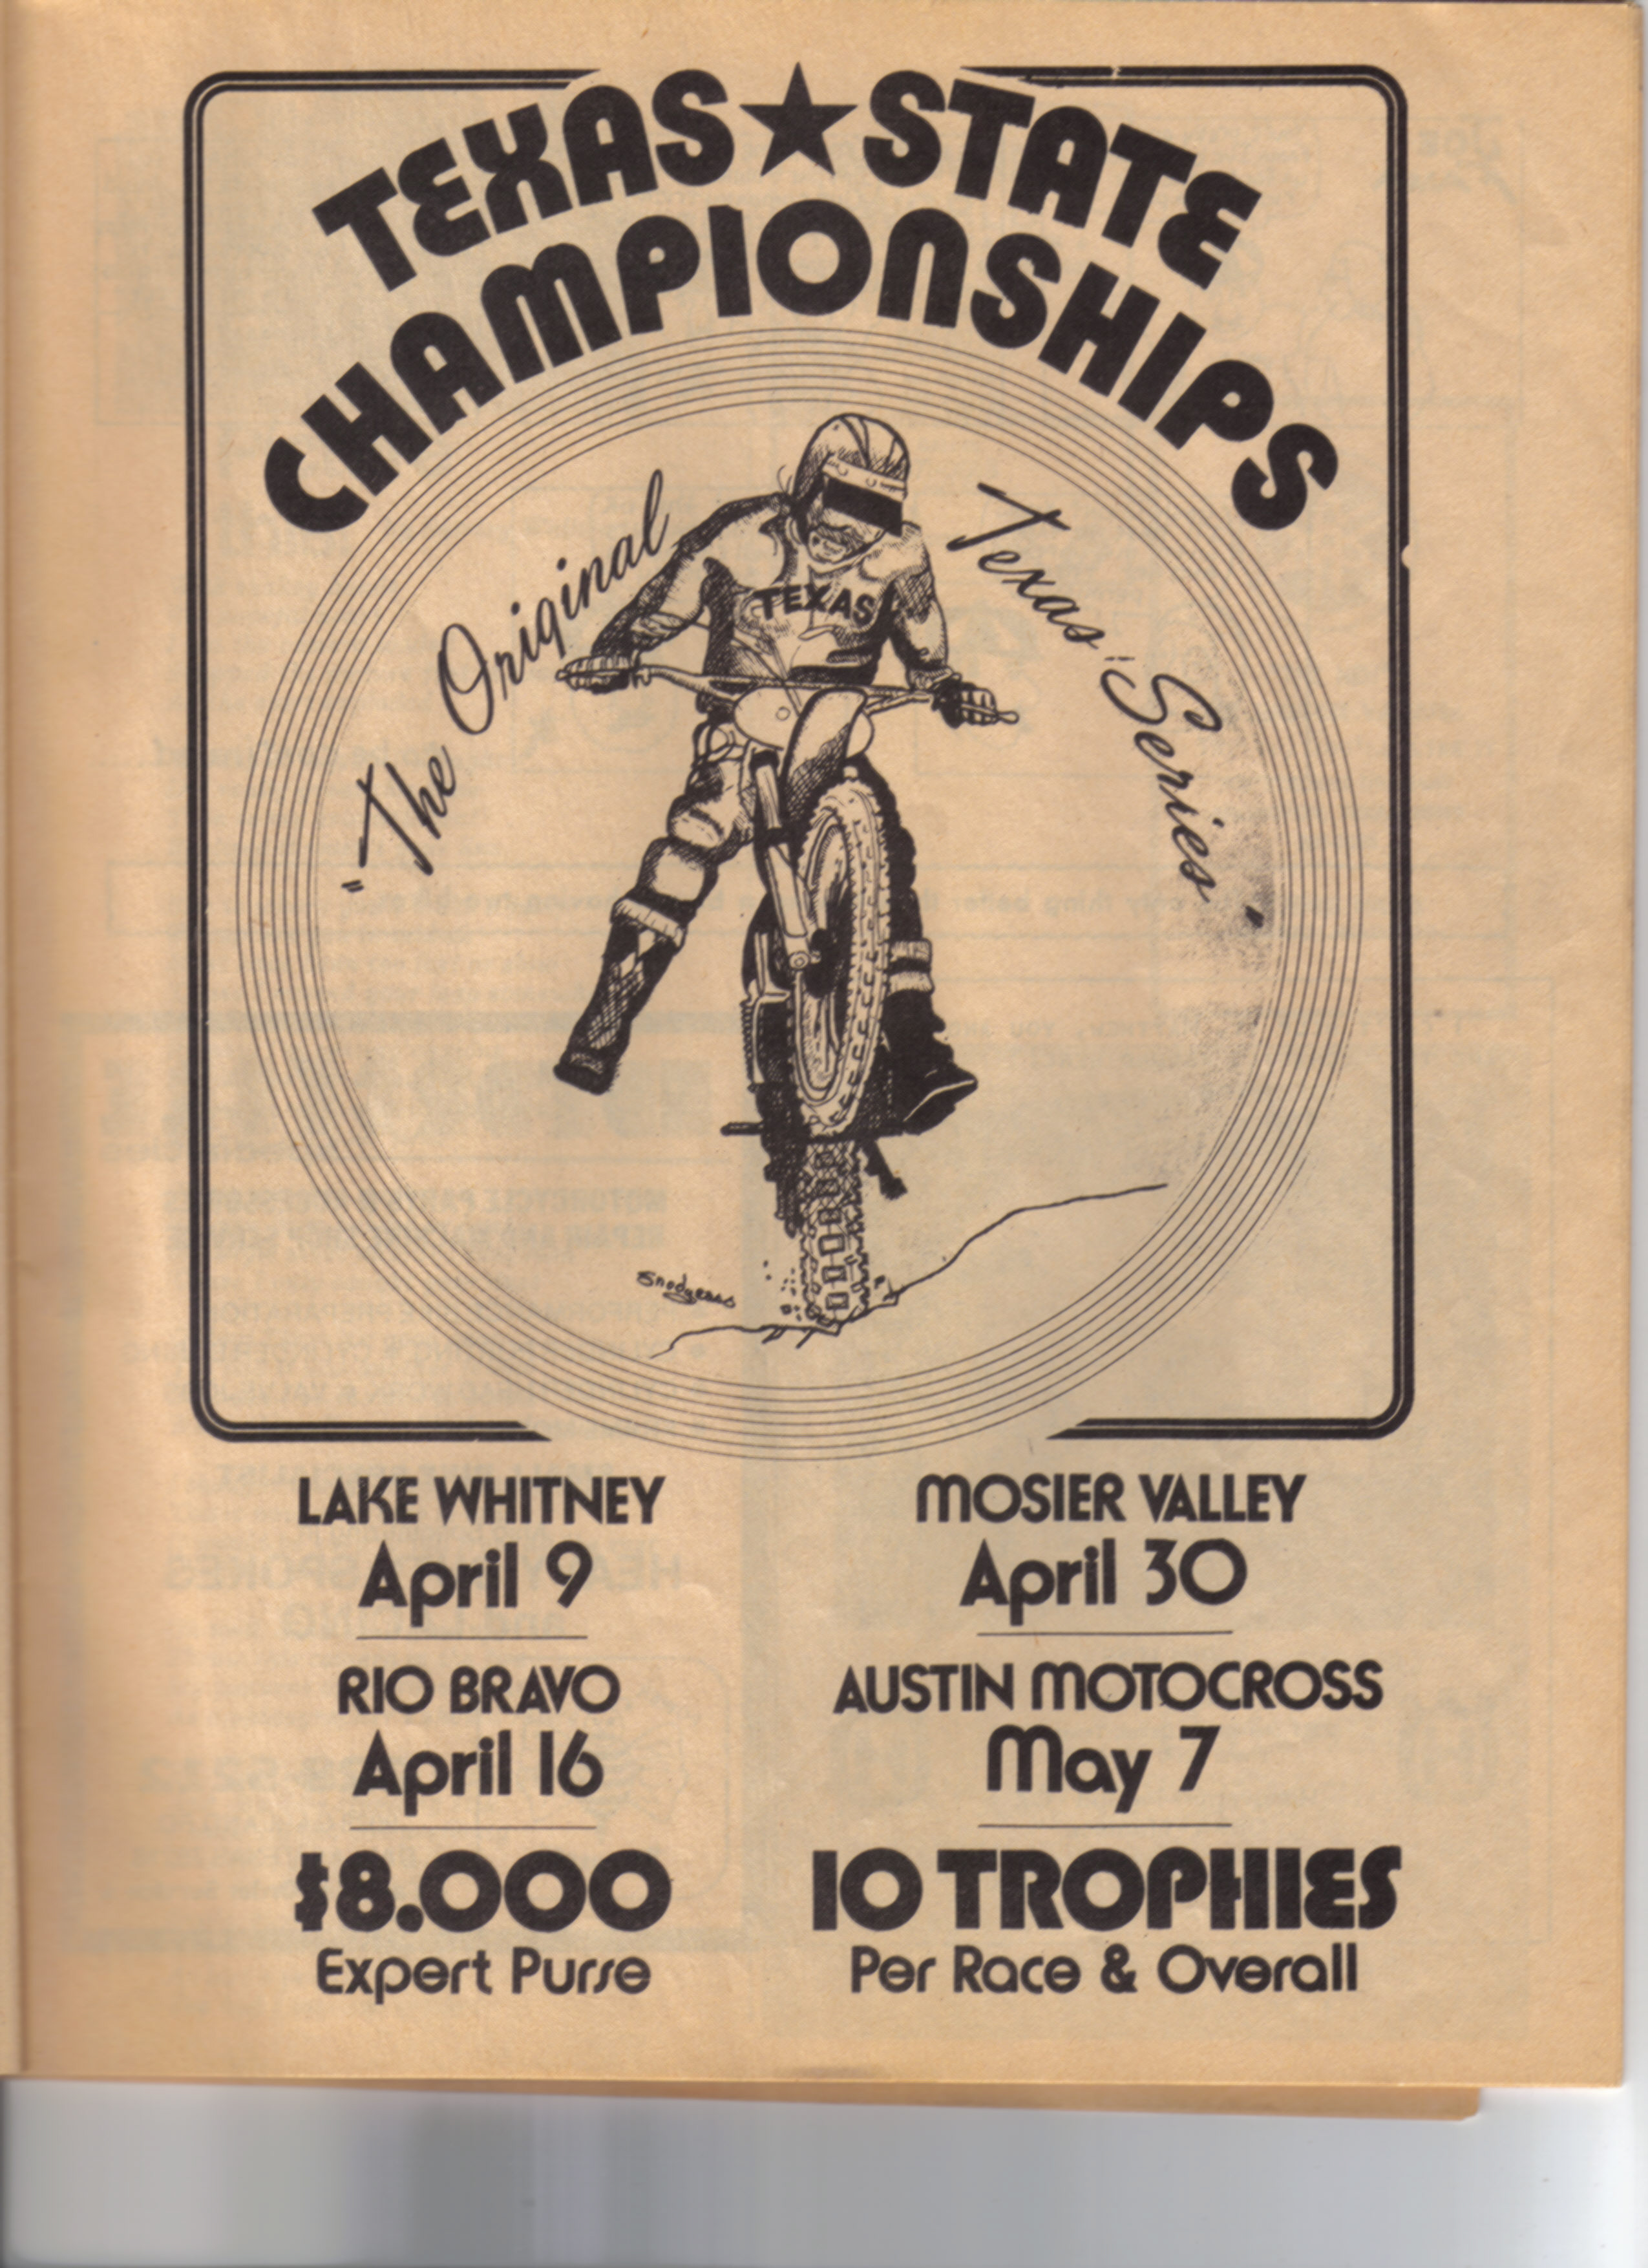 TEXAS★STATE
CHAMPIONSHIPS
"The Original Texas Series"
TEXAS
Snodgrass
LAKE WHITNEY
April 9
RIO BRAVO
April 16
$8.000
Expert Purse
MOSIER VALLEY
April 30
AUSTIN MOTOCROSS
May 7
10 TROPHIES
Per Race & Overall